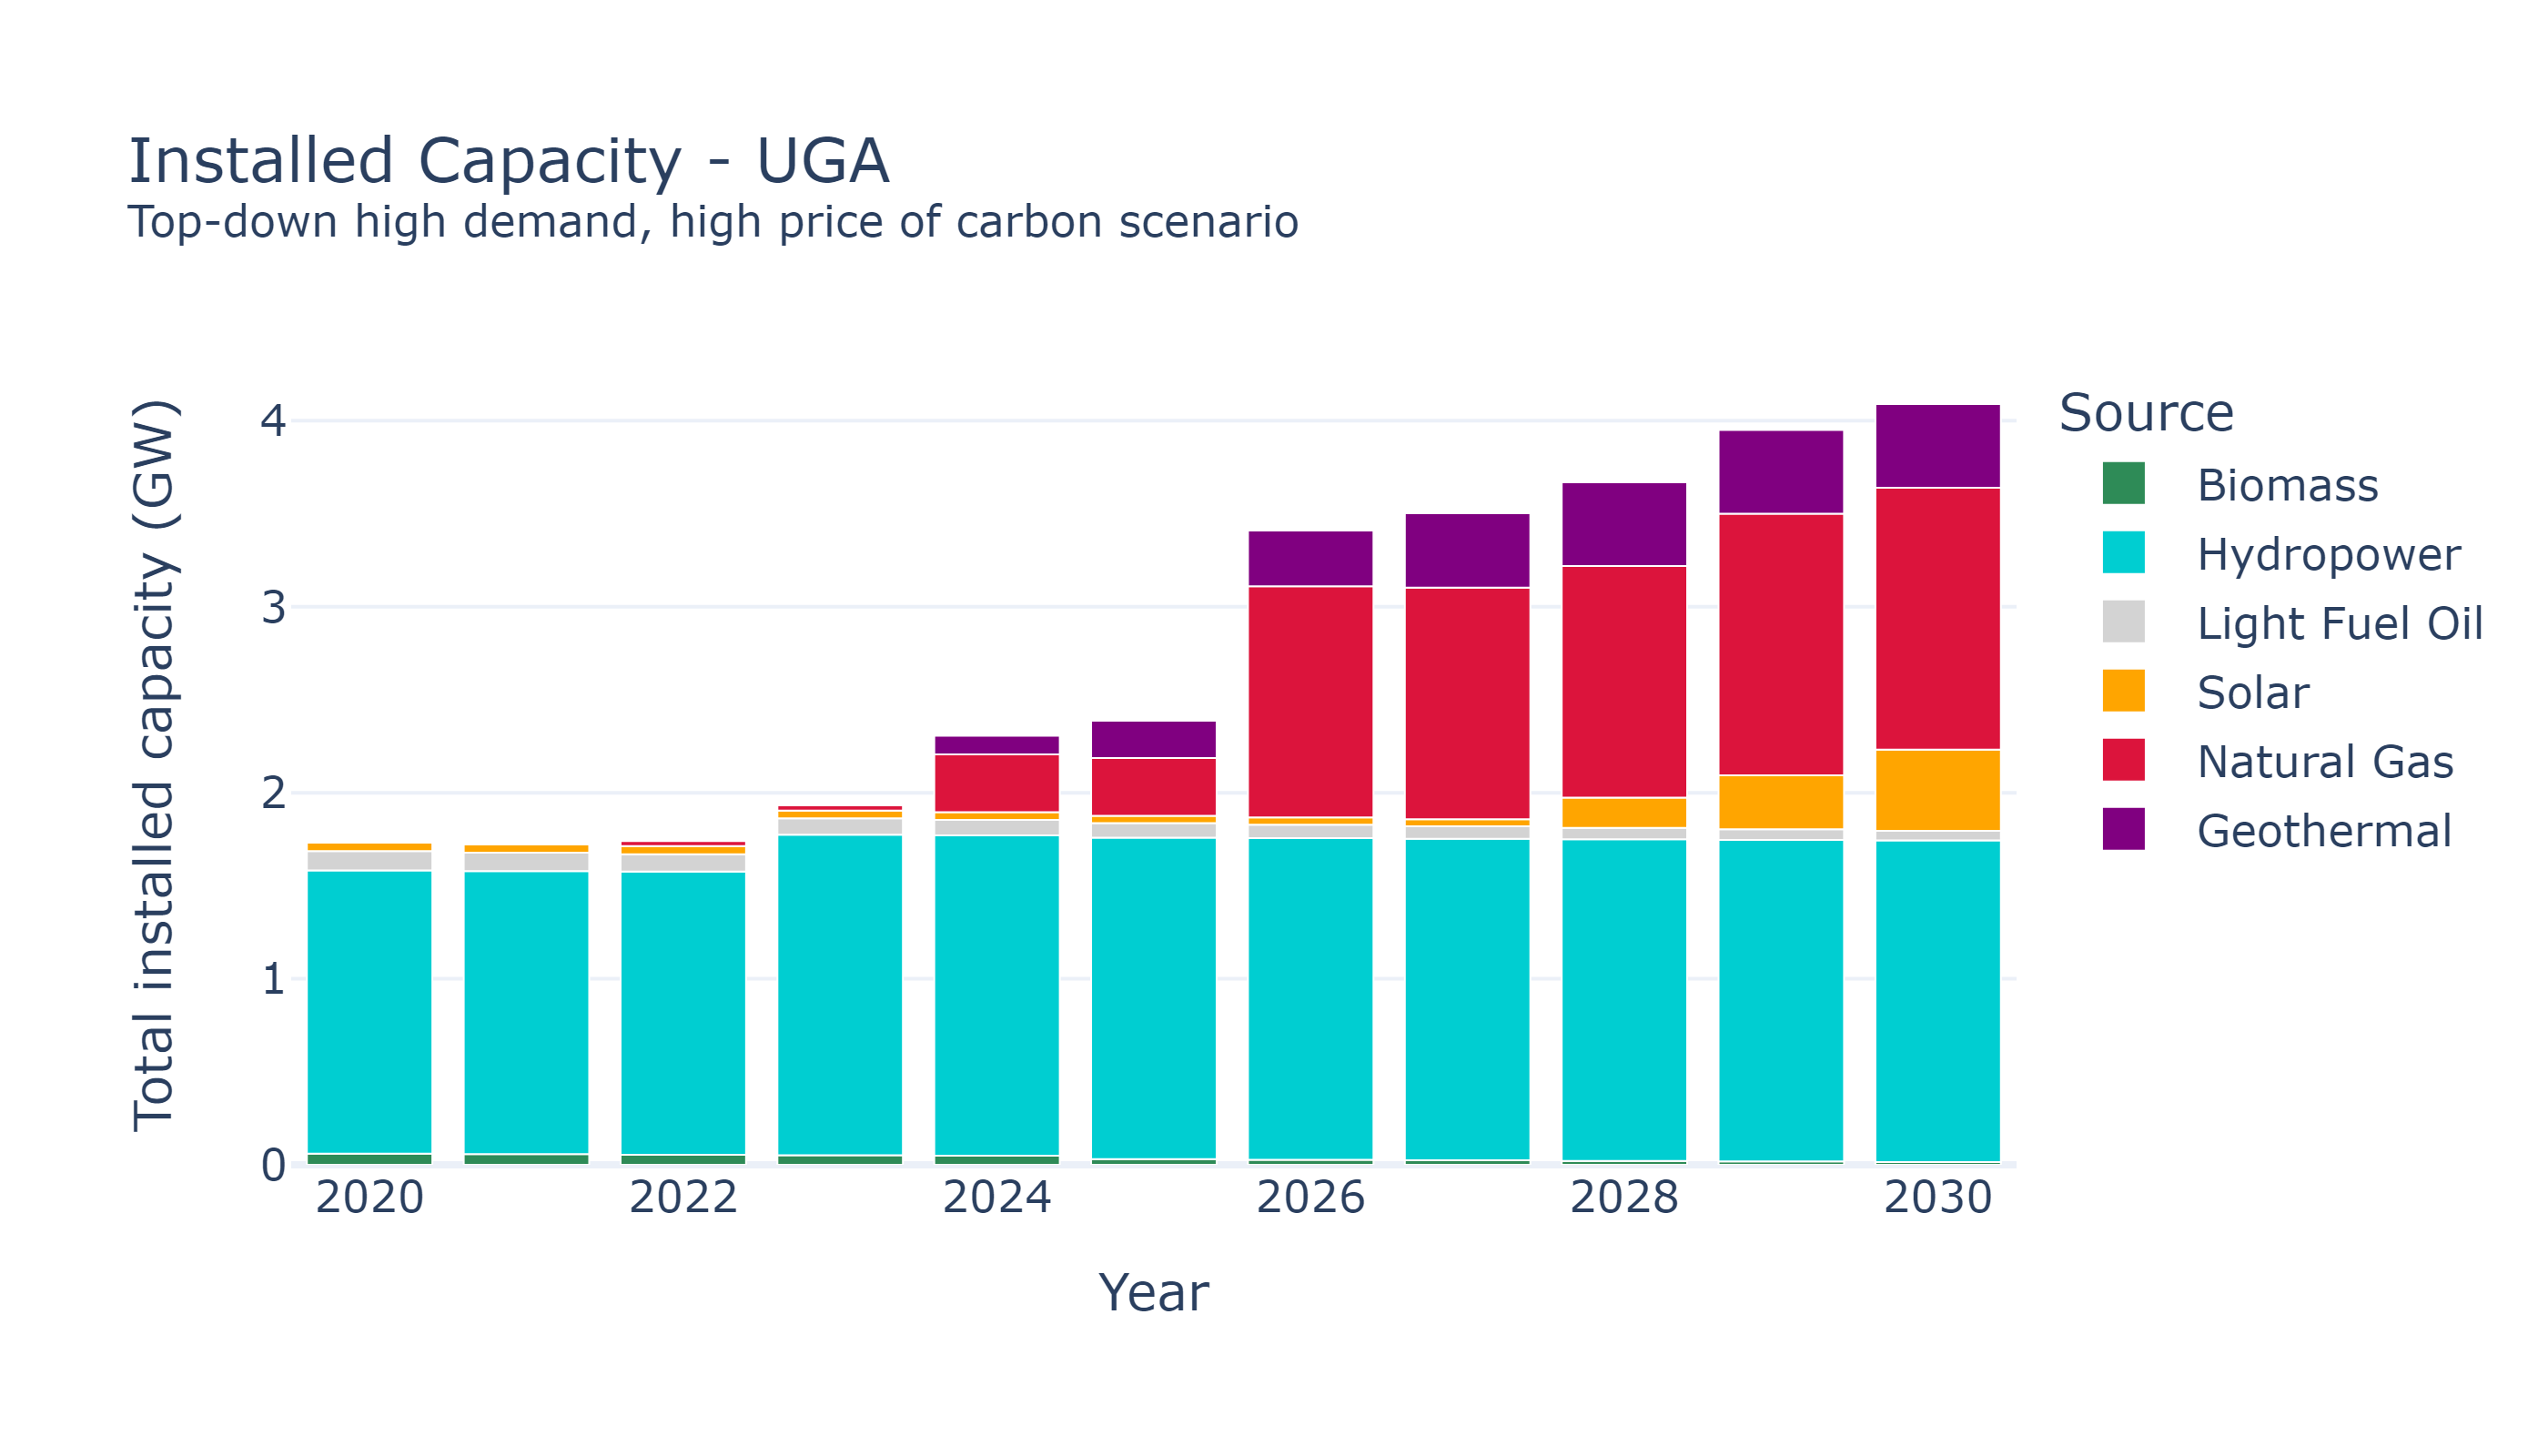 Installed Capacity - UGA
Top-down high demand, high price of carbon scenario
Total installed capacity (GW)
4
3
2
1
0
2020 2022 2024 2026 2028 2030
Year
Source
Biomass
Hydropower
Light Fuel Oil
Solar
Natural Gas
Geothermal